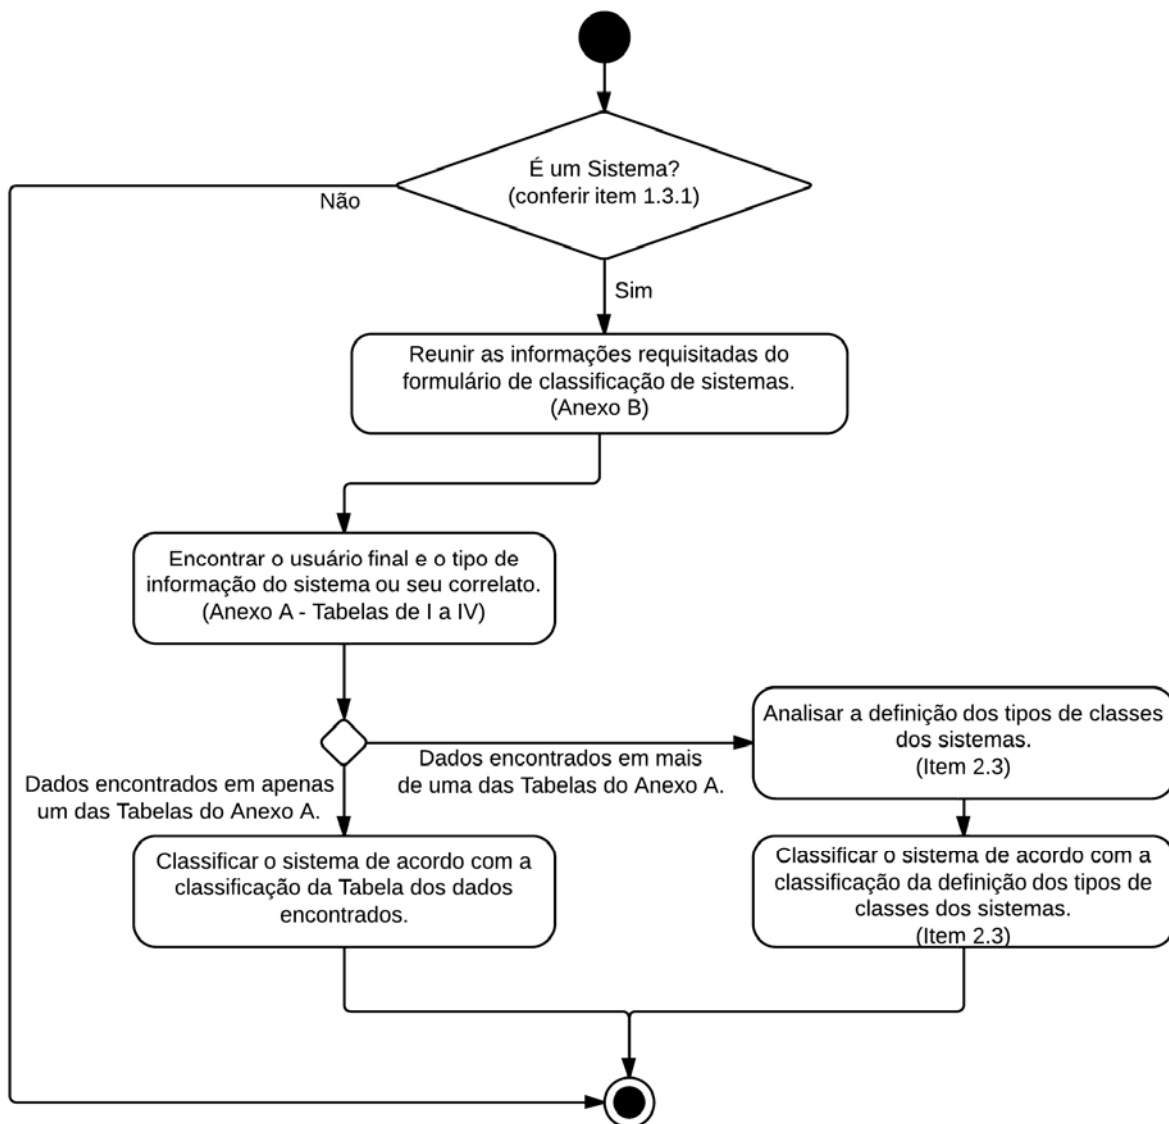 É um Sistema?
(conferir item 1.3.1)
Não
Sim
Reunir as informações requisitadas do
formulário de classificação de sistemas.
(Anexo B)
Encontrar o usuário final e o tipo de
informação do sistema ou seu correlato.
(Anexo A - Tabelas de I a IV)
Dados encontrados em mais
de uma das Tabelas do Anexo A.
Analisar a definição dos tipos de classes
dos sistemas.
(Item 2.3)
Dados encontrados em apenas
um das Tabelas do Anexo A.
Classificar o sistema de acordo com a
classificação da Tabela dos dados
encontrados.
Classificar o sistema de acordo com a
classificação da definição dos tipos de
classes dos sistemas.
(Item 2.3)